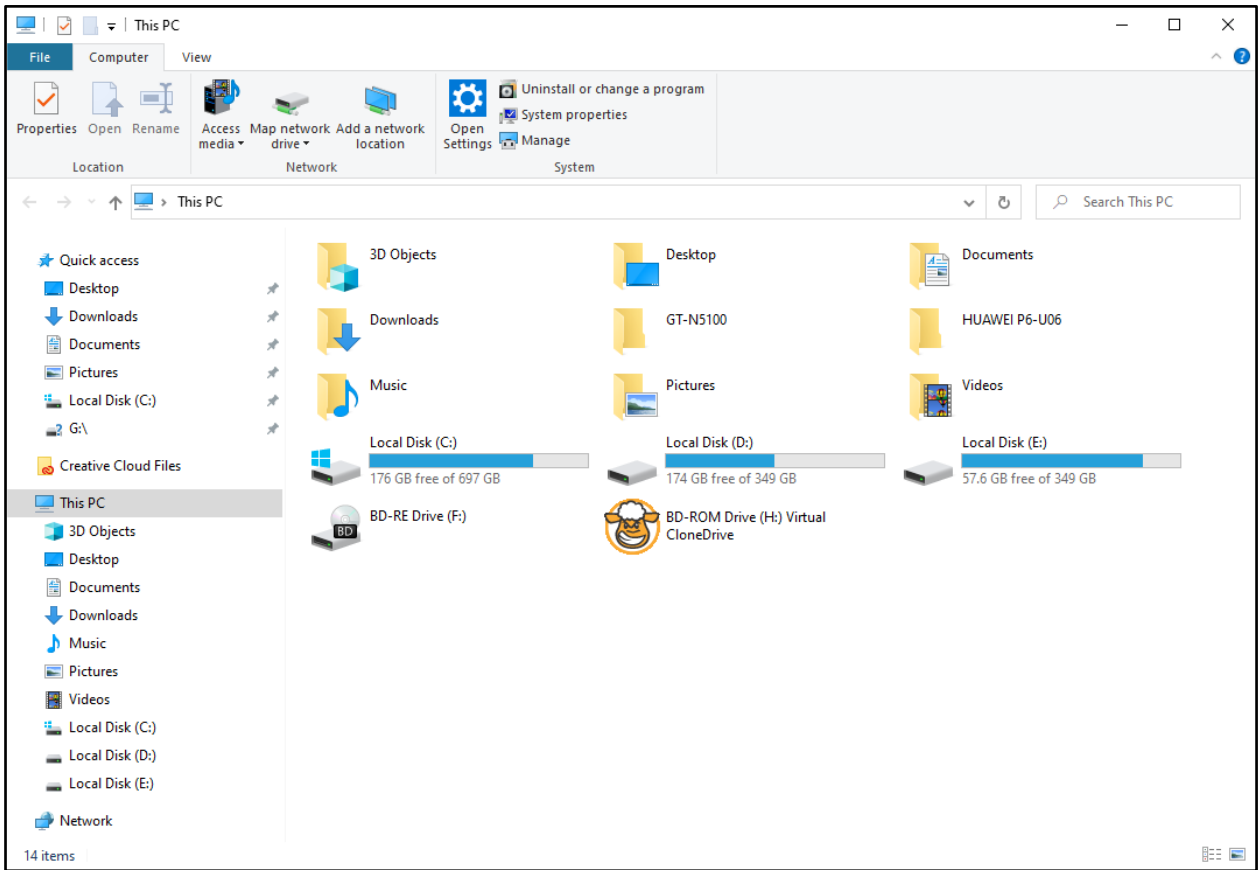 This PC
File Computer View
Properties Open Rename
Location
Access media
Map network drive
Add a network location
Network
Open Settings
Uninstall or change a program
System properties
Manage
System
This PC
Search This PC
Quick access
Desktop
Downloads
Documents
Pictures
Local Disk (C:)
G:\
Creative Cloud Files
This PC
3D Objects
Desktop
Documents
Downloads
Music
Pictures
Videos
Local Disk (C:)
Local Disk (D:)
Local Disk (E:)
Network
3D Objects
Desktop
Documents
Downloads
GT-N5100
HUAWEI P6-U06
Music
Pictures
Videos
Local Disk (C:)
176 GB free of 697 GB
Local Disk (D:)
174 GB free of 349 GB
Local Disk (E:)
57.6 GB free of 349 GB
BD
BD-RE Drive (F:)
BD-ROM Drive (H:) Virtual
CloneDrive
14 items